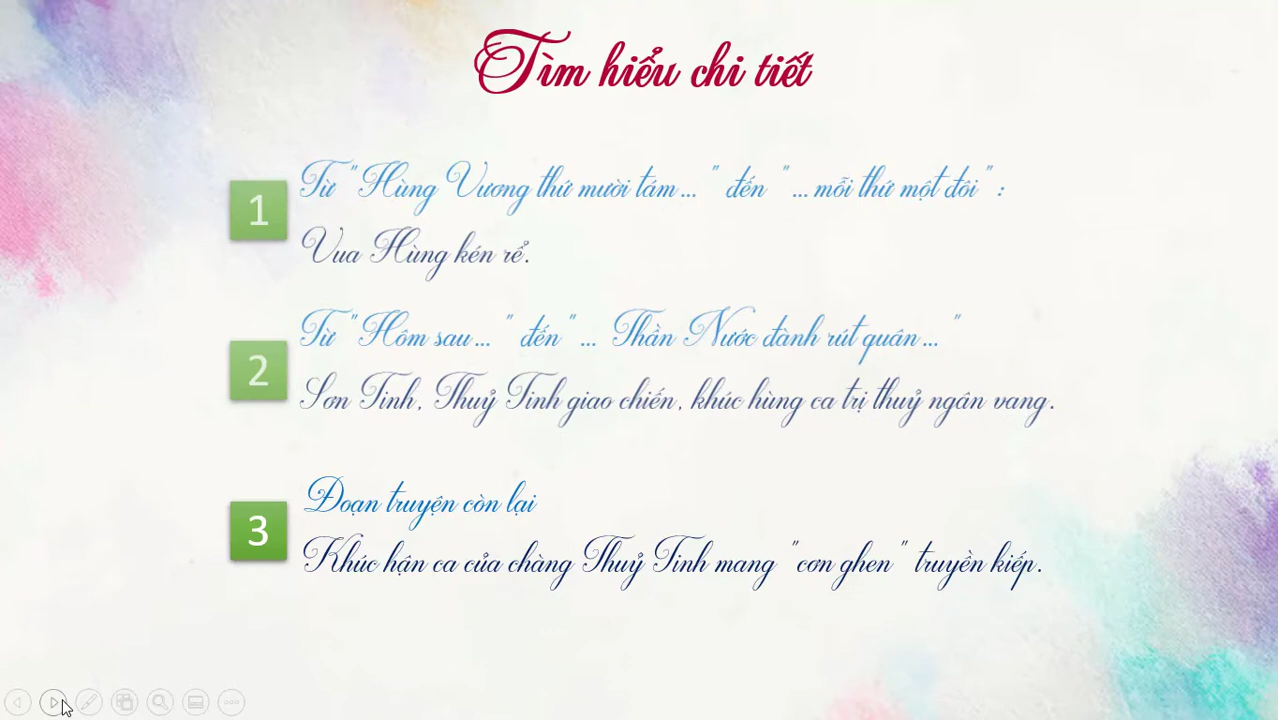 Tìm hiểu chi tiết
1
Từ "Hùng Vương thứ mười tám... " đến "...mỗi thứ một đôi" :
Vua Hùng kén rể.
2
Từ "Hôm sau... " đến "... Thần Nước đành rút quân... "
Sơn Tinh, Thuỷ Tinh giao chiến, khúc hùng ca trị thuỷ ngân vang.
3
Đoạn truyện còn lại
Khúc hận ca của chàng Thuỷ Tinh mang "cơn ghen" truyền kiếp.